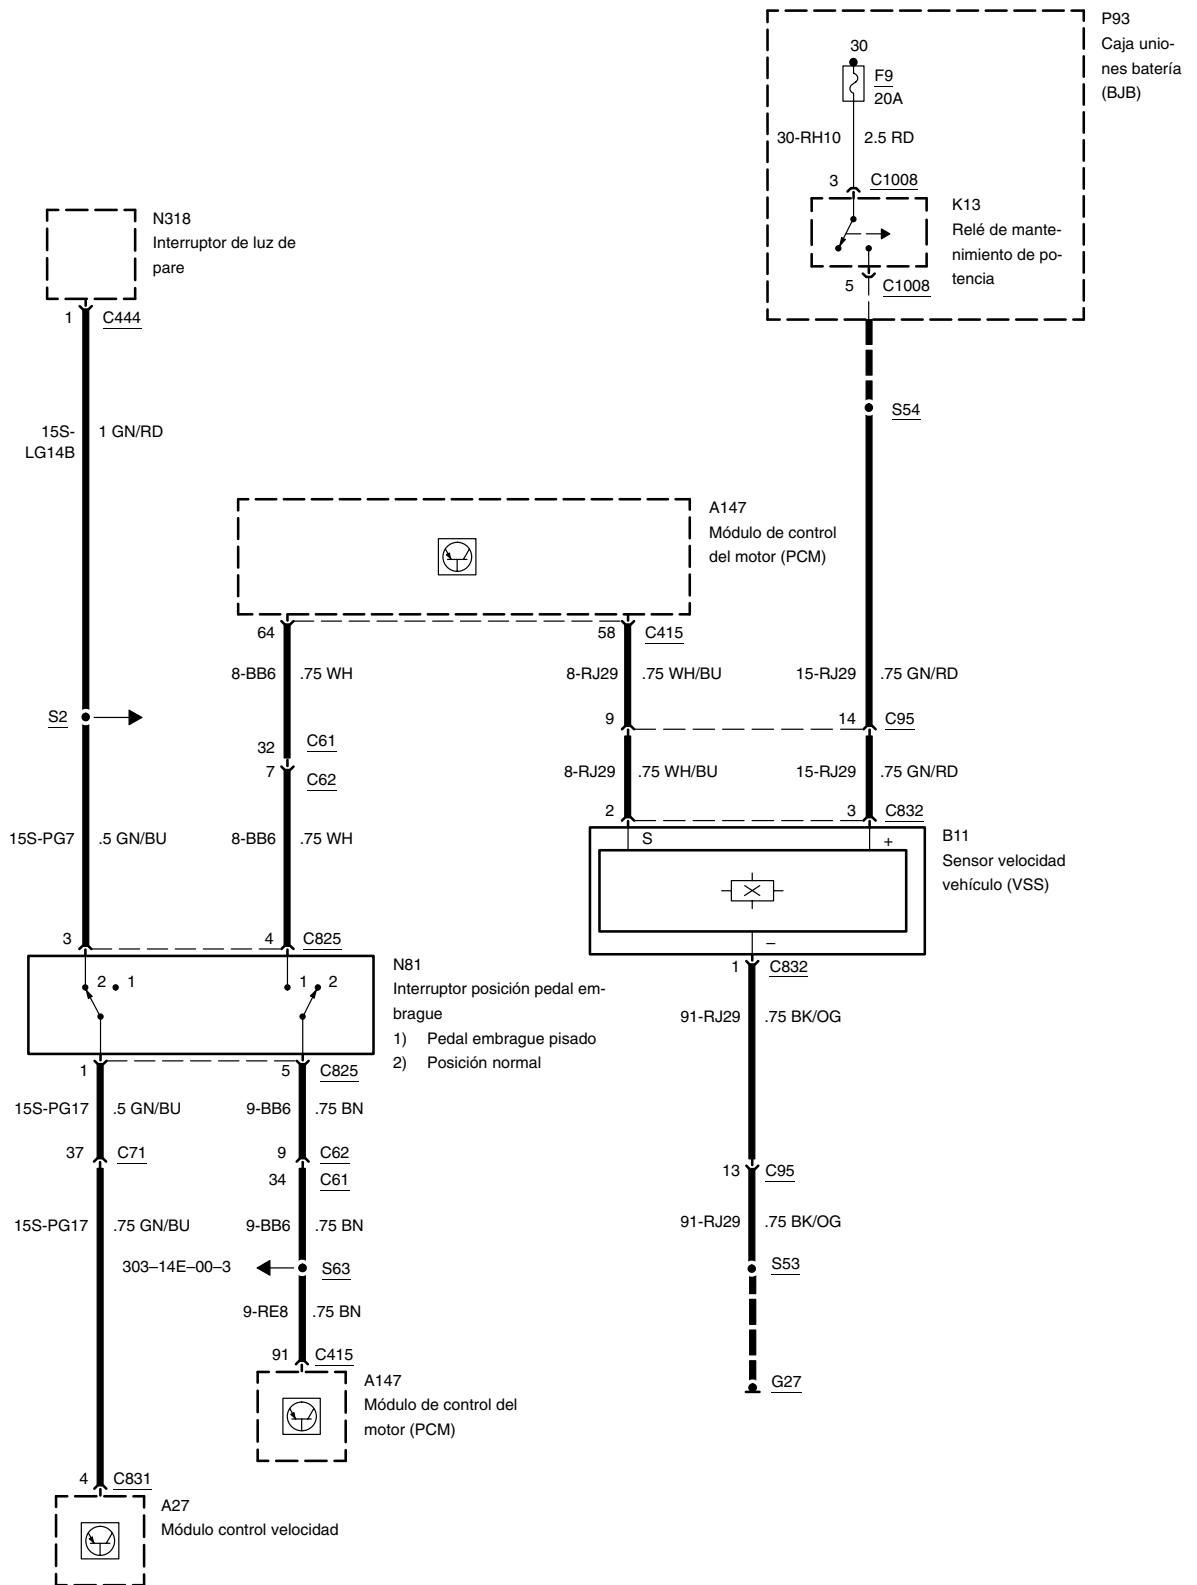 P93
Caja unio-
nes batería
(BJB)
30
F9
20A
30-RH10 2.5 RD
3 C1008
K13
Relé de mante-
nimiento de po-
tencia
5 C1008
N318
Interruptor de luz de
pare
1 C444
S54
15S-
LG14B
1 GN/RD
A147
Módulo de control
del motor (PCM)
64 58 C415
8-BB6 .75 WH 8-RJ29 .75 WH/BU 15-RJ29 .75 GN/RD
S2 9 14 C95
32 C61
7 C62
8-RJ29 .75 WH/BU 15-RJ29 .75 GN/RD
2 3 C832
15S-PG7 .5 GN/BU 8-BB6 .75 WH
S +
B11
Sensor velocidad
vehículo (VSS)
–
3 4 C825
1 C832
2 1 1 2
N81
Interruptor posición pedal em-
brague
1) Pedal embrague pisado
2) Posición normal
91-RJ29 .75 BK/OG
1 5 C825
15S-PG17 .5 GN/BU 9-BB6 .75 BN
37 C71 9 C62
34 C61
13 C95
15S-PG17 .75 GN/BU 9-BB6 .75 BN 91-RJ29 .75 BK/OG
303–14E–00–3 S63 S53
9-RE8 .75 BN
91 C415
A147
Módulo de control del
motor (PCM)
G27
4 C831
A27
Módulo control velocidad